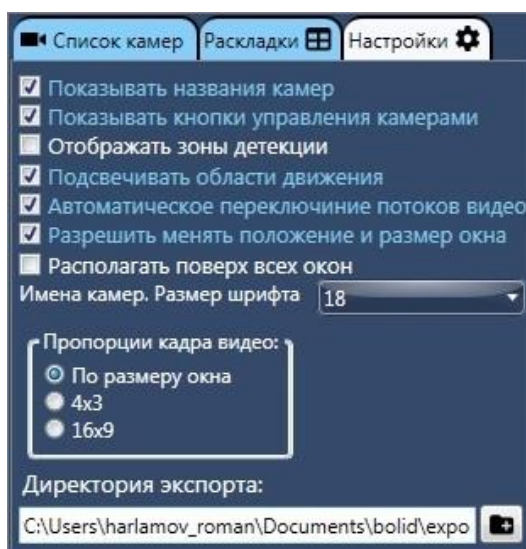 Список камер Раскладки Настройки
Показывать названия камер
Показывать кнопки управления камерами
Отображать зоны детекции
Подсвечивать области движения
Автоматическое переключиние потоков видео
Разрешить менять положение и размер окна
Располагать поверх всех окон
Имена камер. Размер шрифта 18
Пропорции кадра видео:
По размеру окна
4x3
16x9
Директория экспорта:
C:\Users\harlamov_roman\Documents\bolid\expo